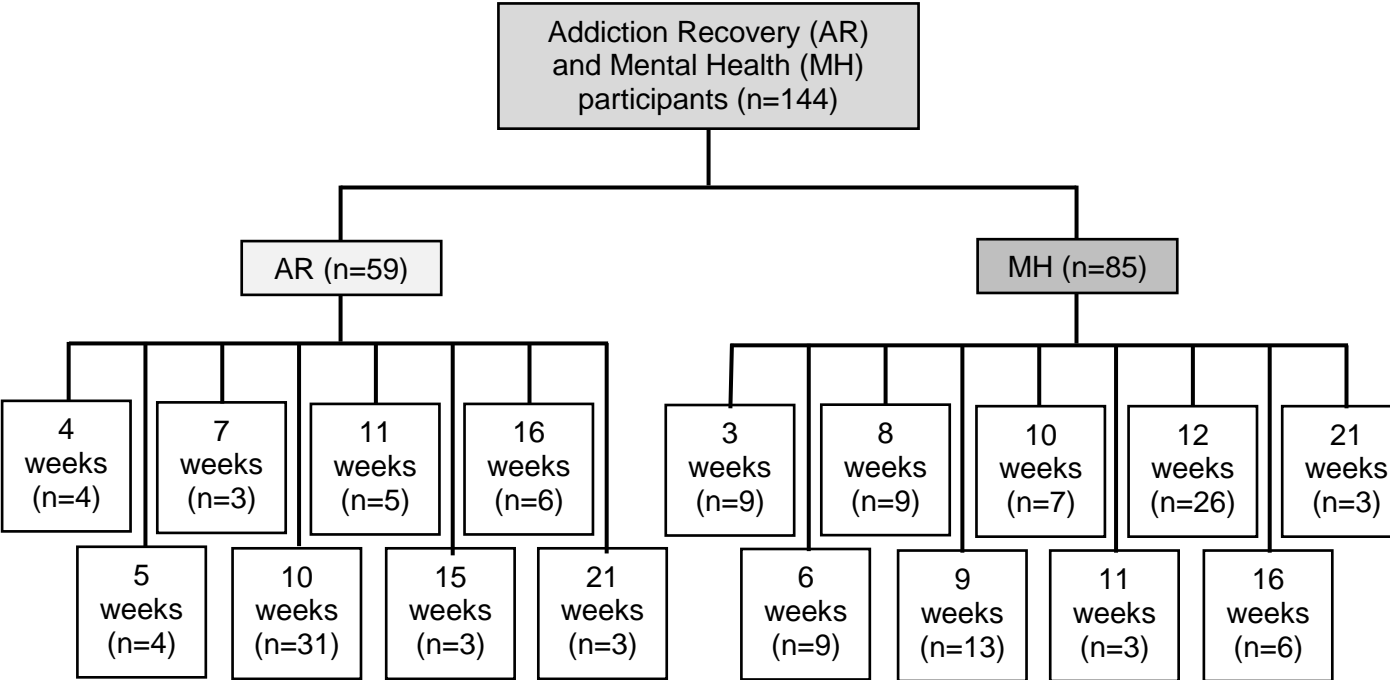 Addiction Recovery (AR)
and Mental Health (MH)
participants (n=144)
AR (n=59)
MH (n=85)
4
weeks
(n=4)
5
weeks
(n=4)
7
weeks
(n=3)
10
weeks
(n=31)
11
weeks
(n=5)
15
weeks
(n=3)
16
weeks
(n=6)
21
weeks
(n=3)
3
weeks
(n=9)
6
weeks
(n=9)
8
weeks
(n=9)
9
weeks
(n=13)
10
weeks
(n=7)
11
weeks
(n=3)
12
weeks
(n=26)
16
weeks
(n=6)
21
weeks
(n=3)